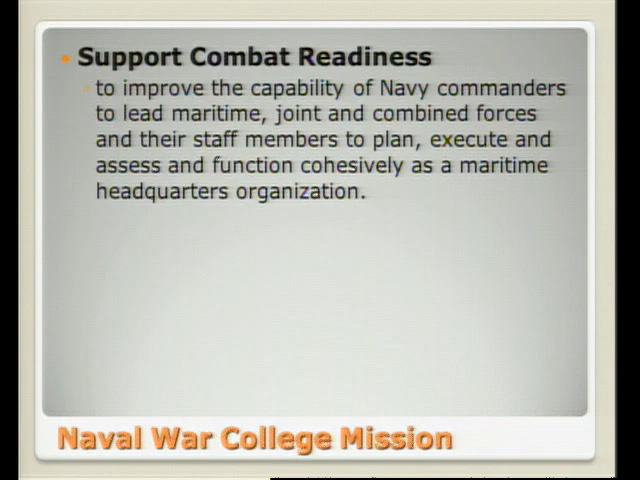 Support Combat Readiness
to improve the capability of Navy commanders
to lead maritime, joint and combined forces
and their staff members to plan, execute and
assess and function cohesively as a maritime
headquarters organization.
Naval War College Mission